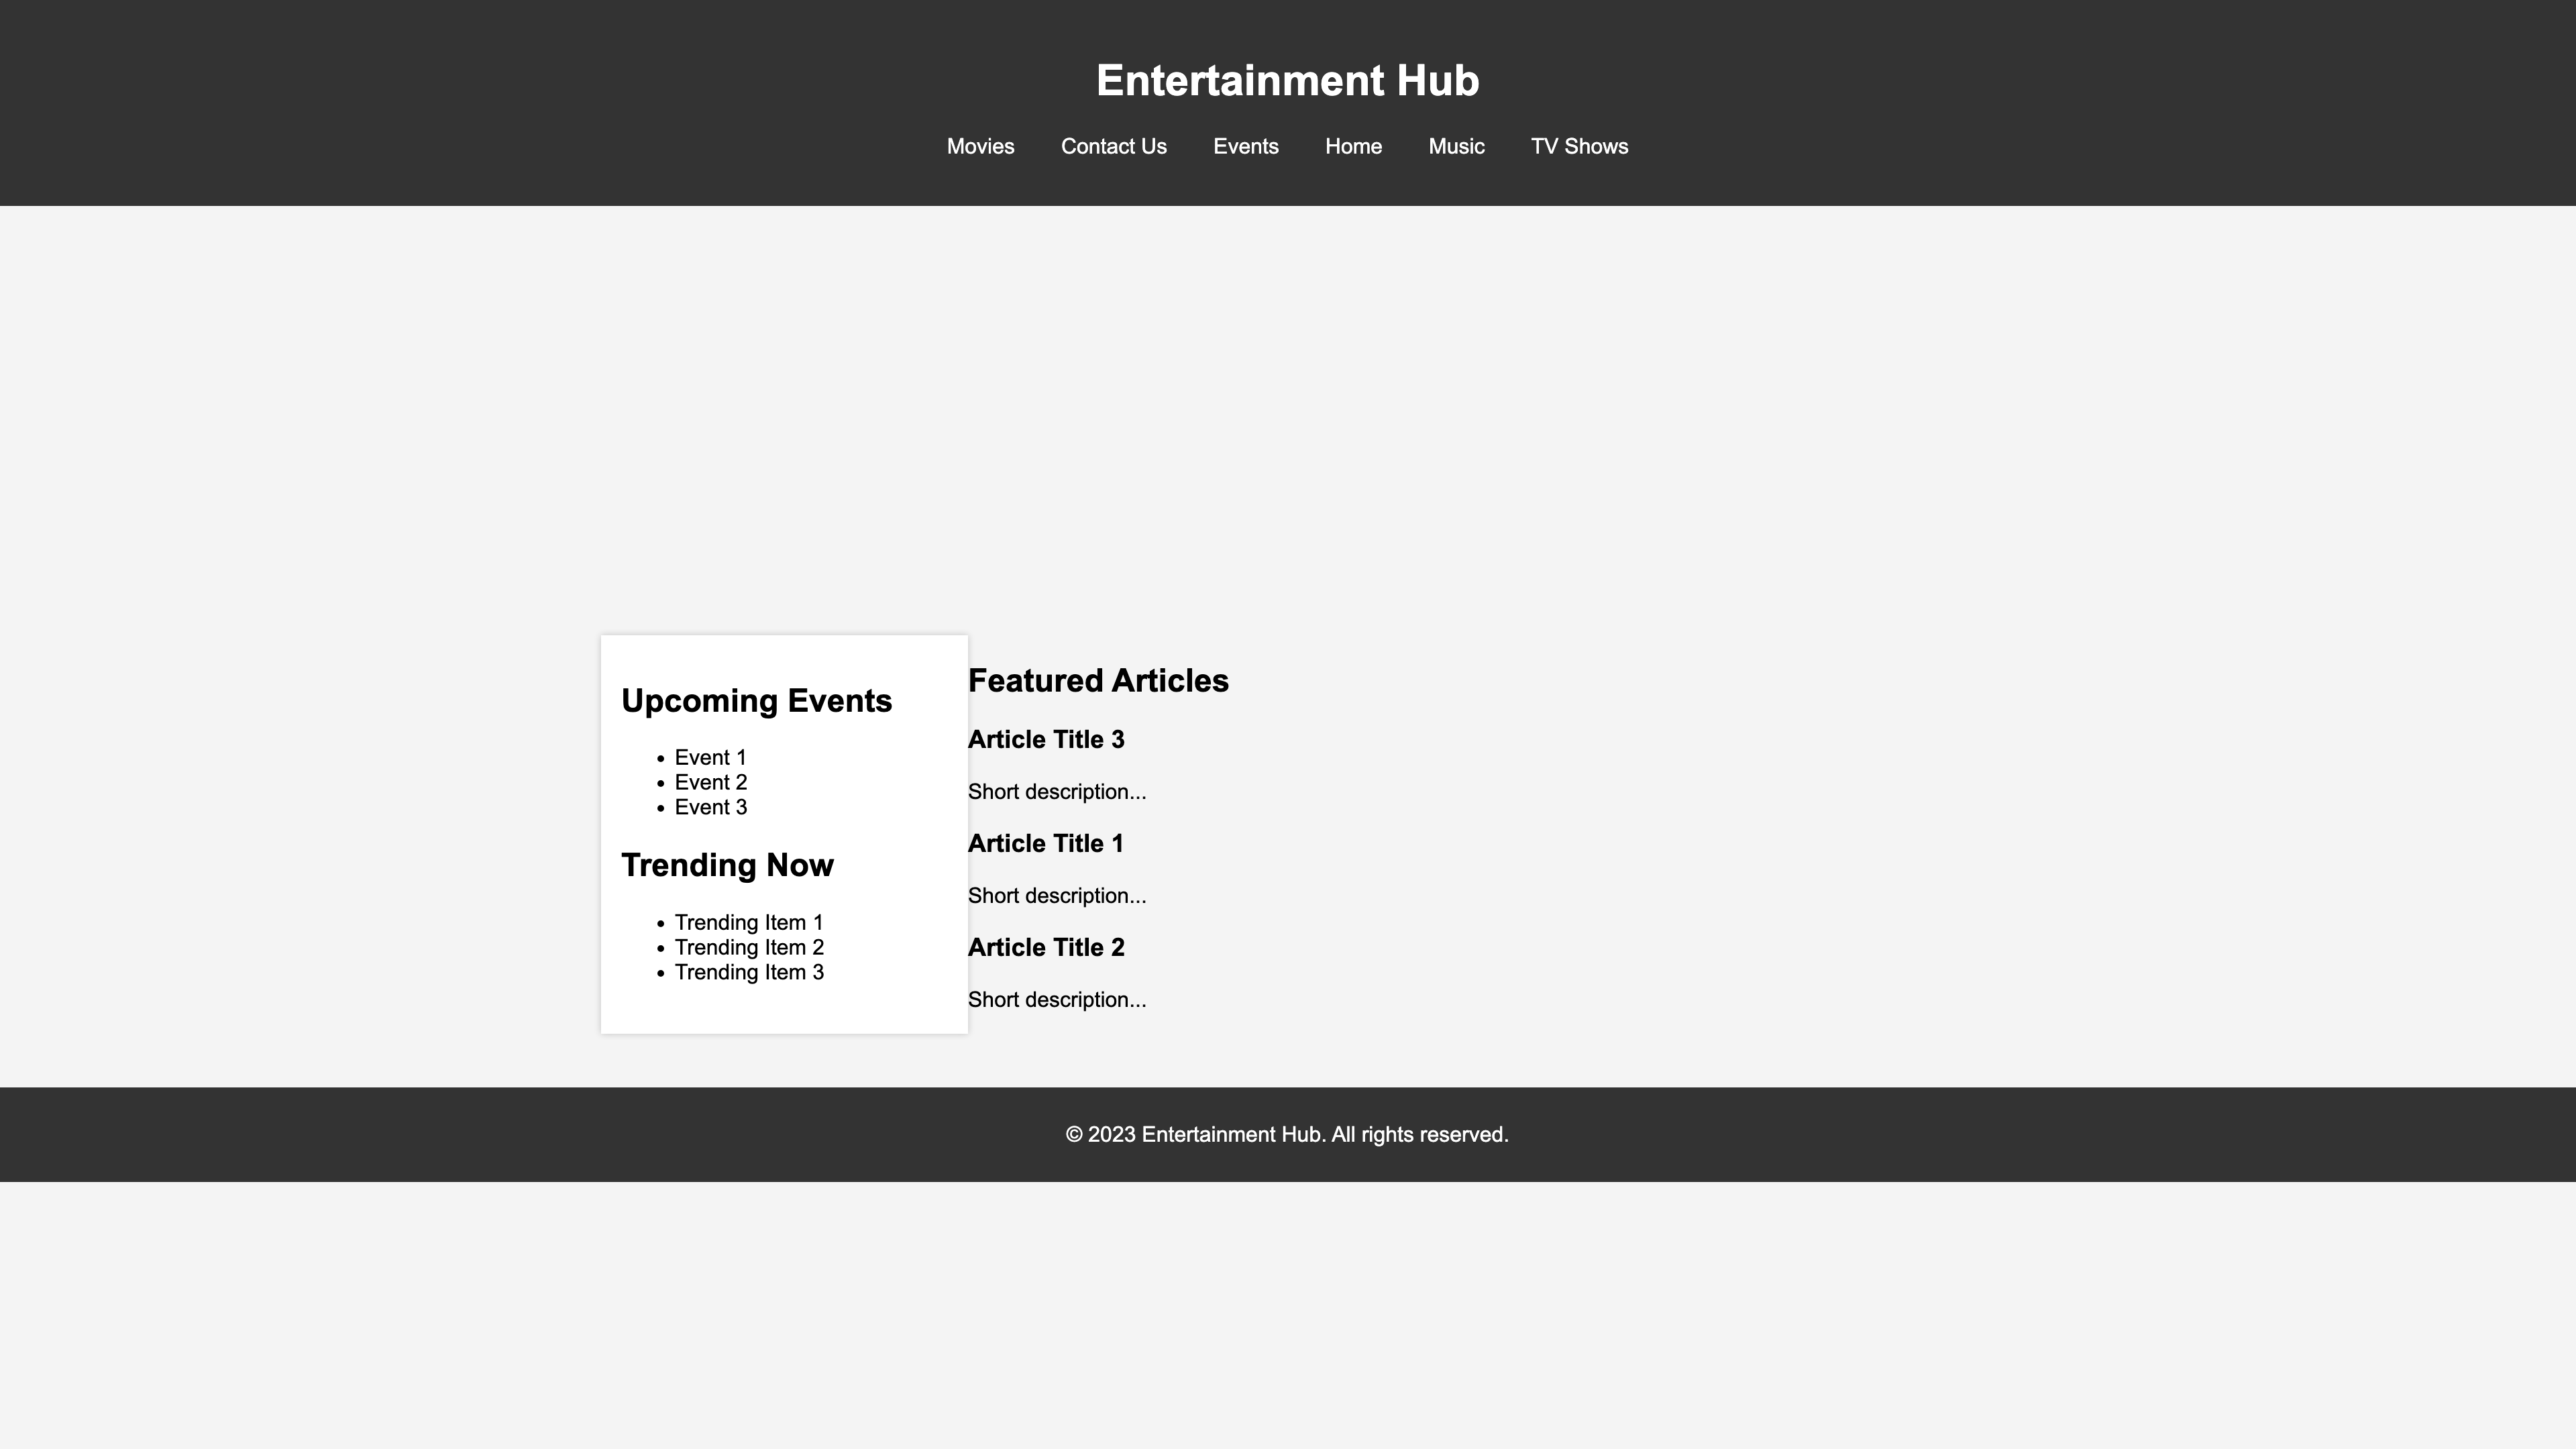 Entertainment Hub
Movies Contact Us Events Home Music TV Shows
Upcoming Events
• Event 1
• Event 2
• Event 3
Trending Now
• Trending Item 1
• Trending Item 2
• Trending Item 3
Featured Articles
Article Title 3
Short description...
Article Title 1
Short description...
Article Title 2
Short description...
© 2023 Entertainment Hub. All rights reserved.